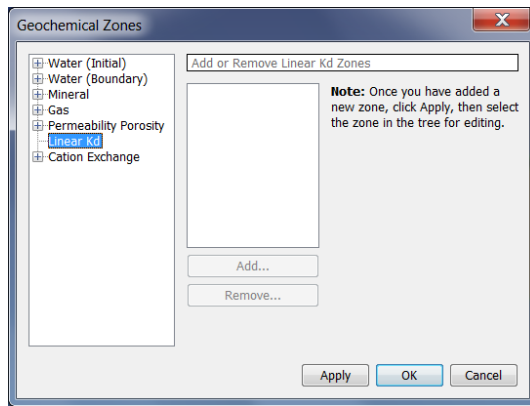 Geochemical Zones
Water (Initial)
Water (Boundary)
Mineral
Gas
Permeability Porosity
Linear Kd
Cation Exchange
Add or Remove Linear Kd Zones
Note: Once you have added a
new zone, click Apply, then select
the zone in the tree for editing.
Add...
Remove...
Apply
OK
Cancel